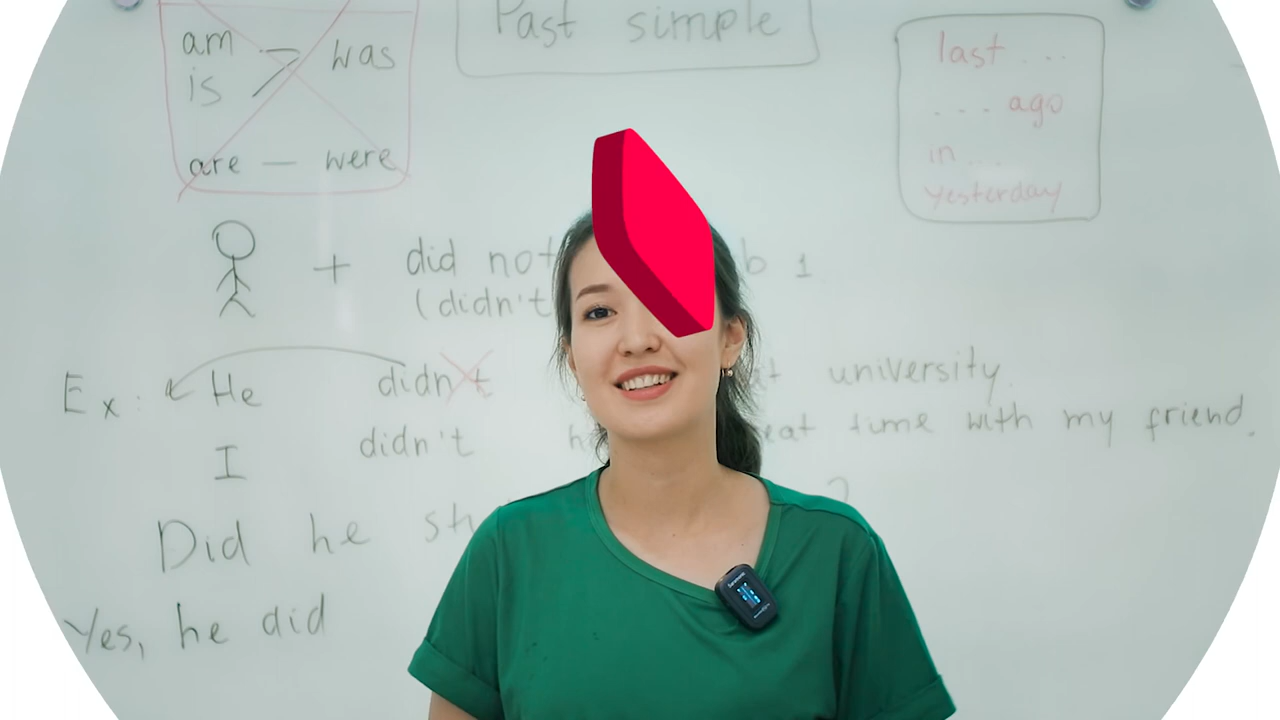 Past simple
am
is
was
are — were
last ...
... ago
in ...
yesterday
+ did not b 1
(didn't
Ex: He didn't university.
I didn't time with my friend.
Did he ?
Yes, he did